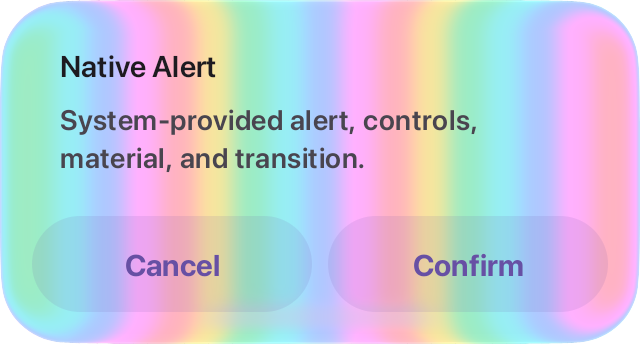 Native Alert
System-provided alert, controls,
material, and transition.
Cancel
Confirm